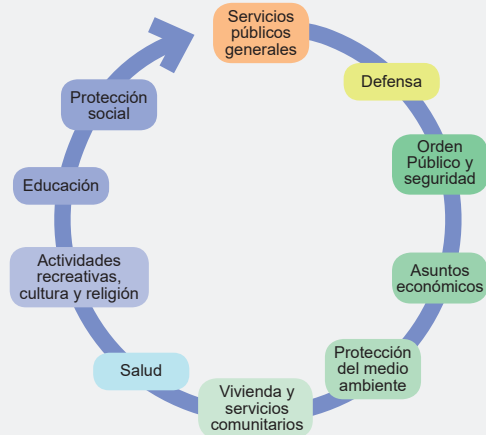 Servicios
públicos
generales
Defensa
Orden
Público y
seguridad
Asuntos
económicos
Protección
del medio
ambiente
Vivienda y
servicios
comunitarios
Salud
Actividades
recreativas,
cultura y religión
Educación
Protección
social